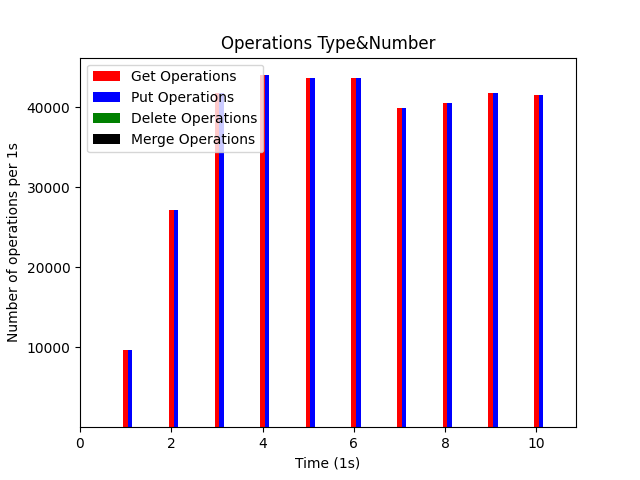 Operations Type&Number
Get Operations
Put Operations
Delete Operations
Merge Operations
40000
30000
20000
10000
Number of operations per 1s
0 2 4 6 8 10
Time (1s)